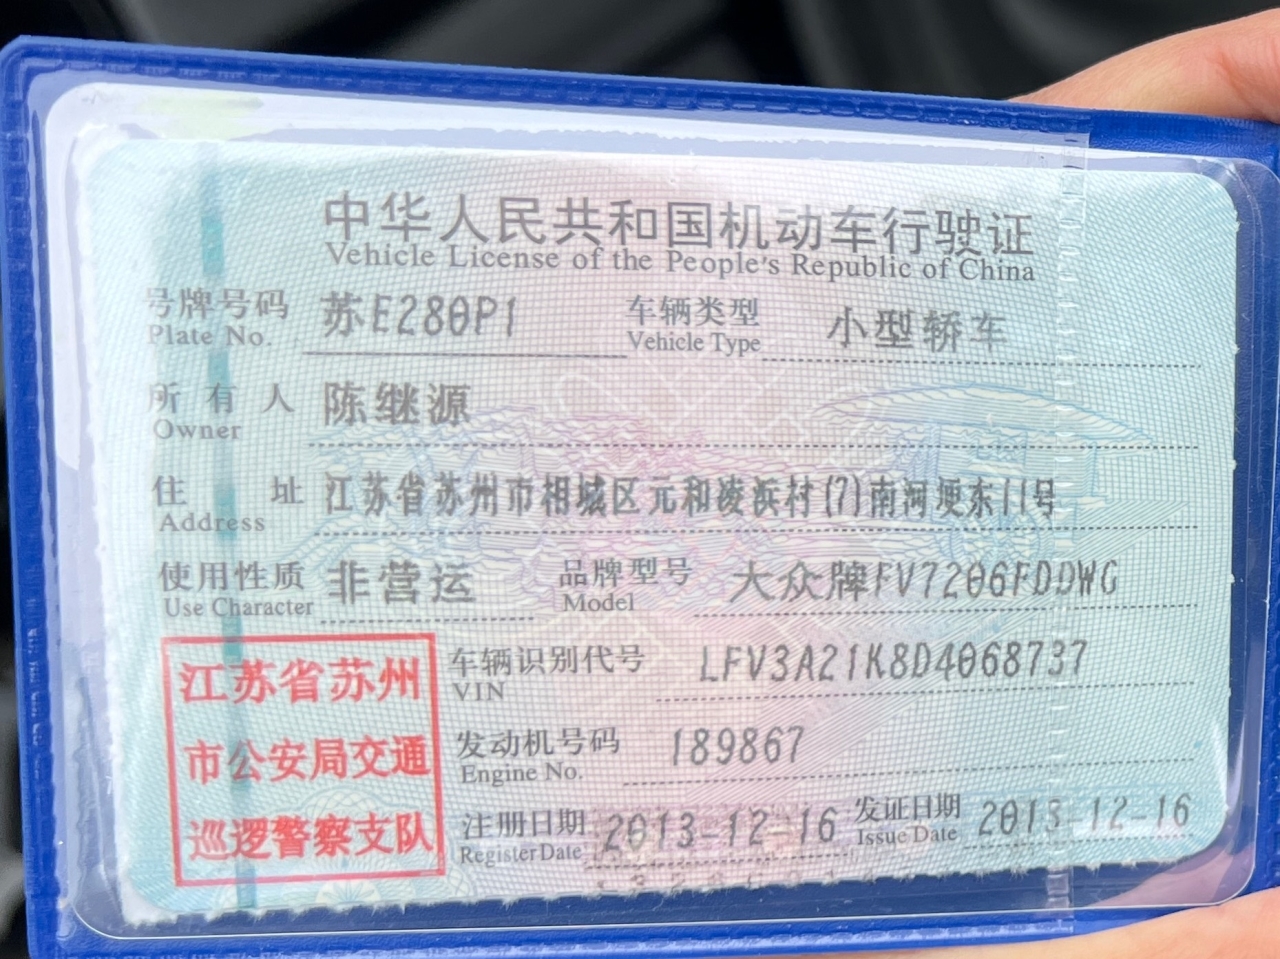 中华人民共和国机动车行驶证
Vehicle License of the People's Republic of China
号牌号码 苏E280P1 车辆类型 小型轿车
Plate No. Vehicle Type
所有人 陈继源
Owner
住址 江苏省苏州市相城区元和凌浜村(7)南河埂东11号
Address
使用性质 非营运 品牌型号 大众牌FV7206FDDWG
Use Character Model
江苏省苏州
市公安局交通
巡逻警察支队
车辆识别代号 LFV3A21K8D4068737
VIN
发动机号码 189867
Engine No.
注册日期 2013-12-16 发证日期 2013-12-16
Register Date Issue Date